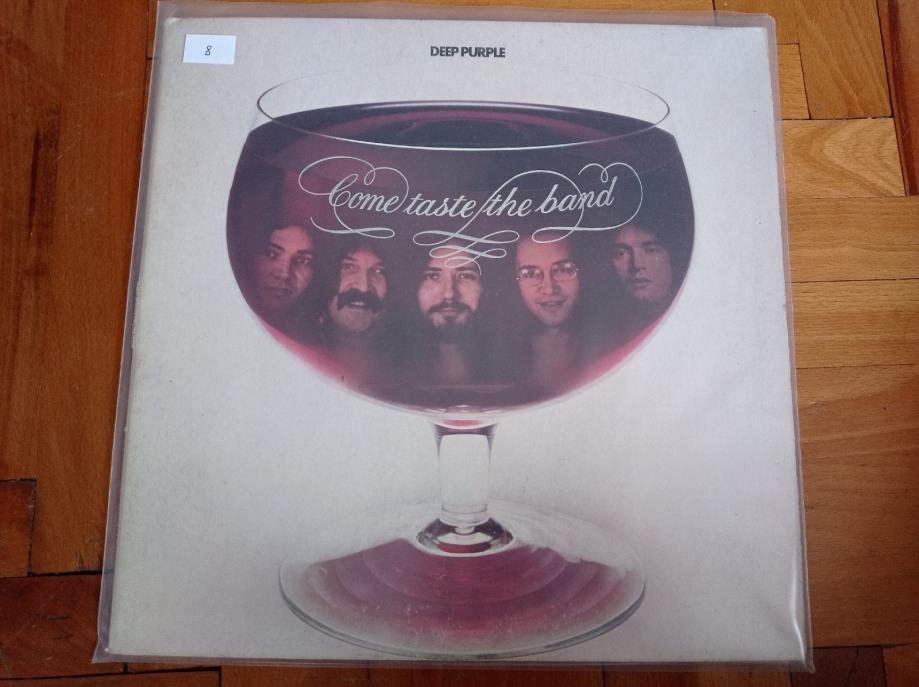 8
DEEP PURPLE
Come taste the band